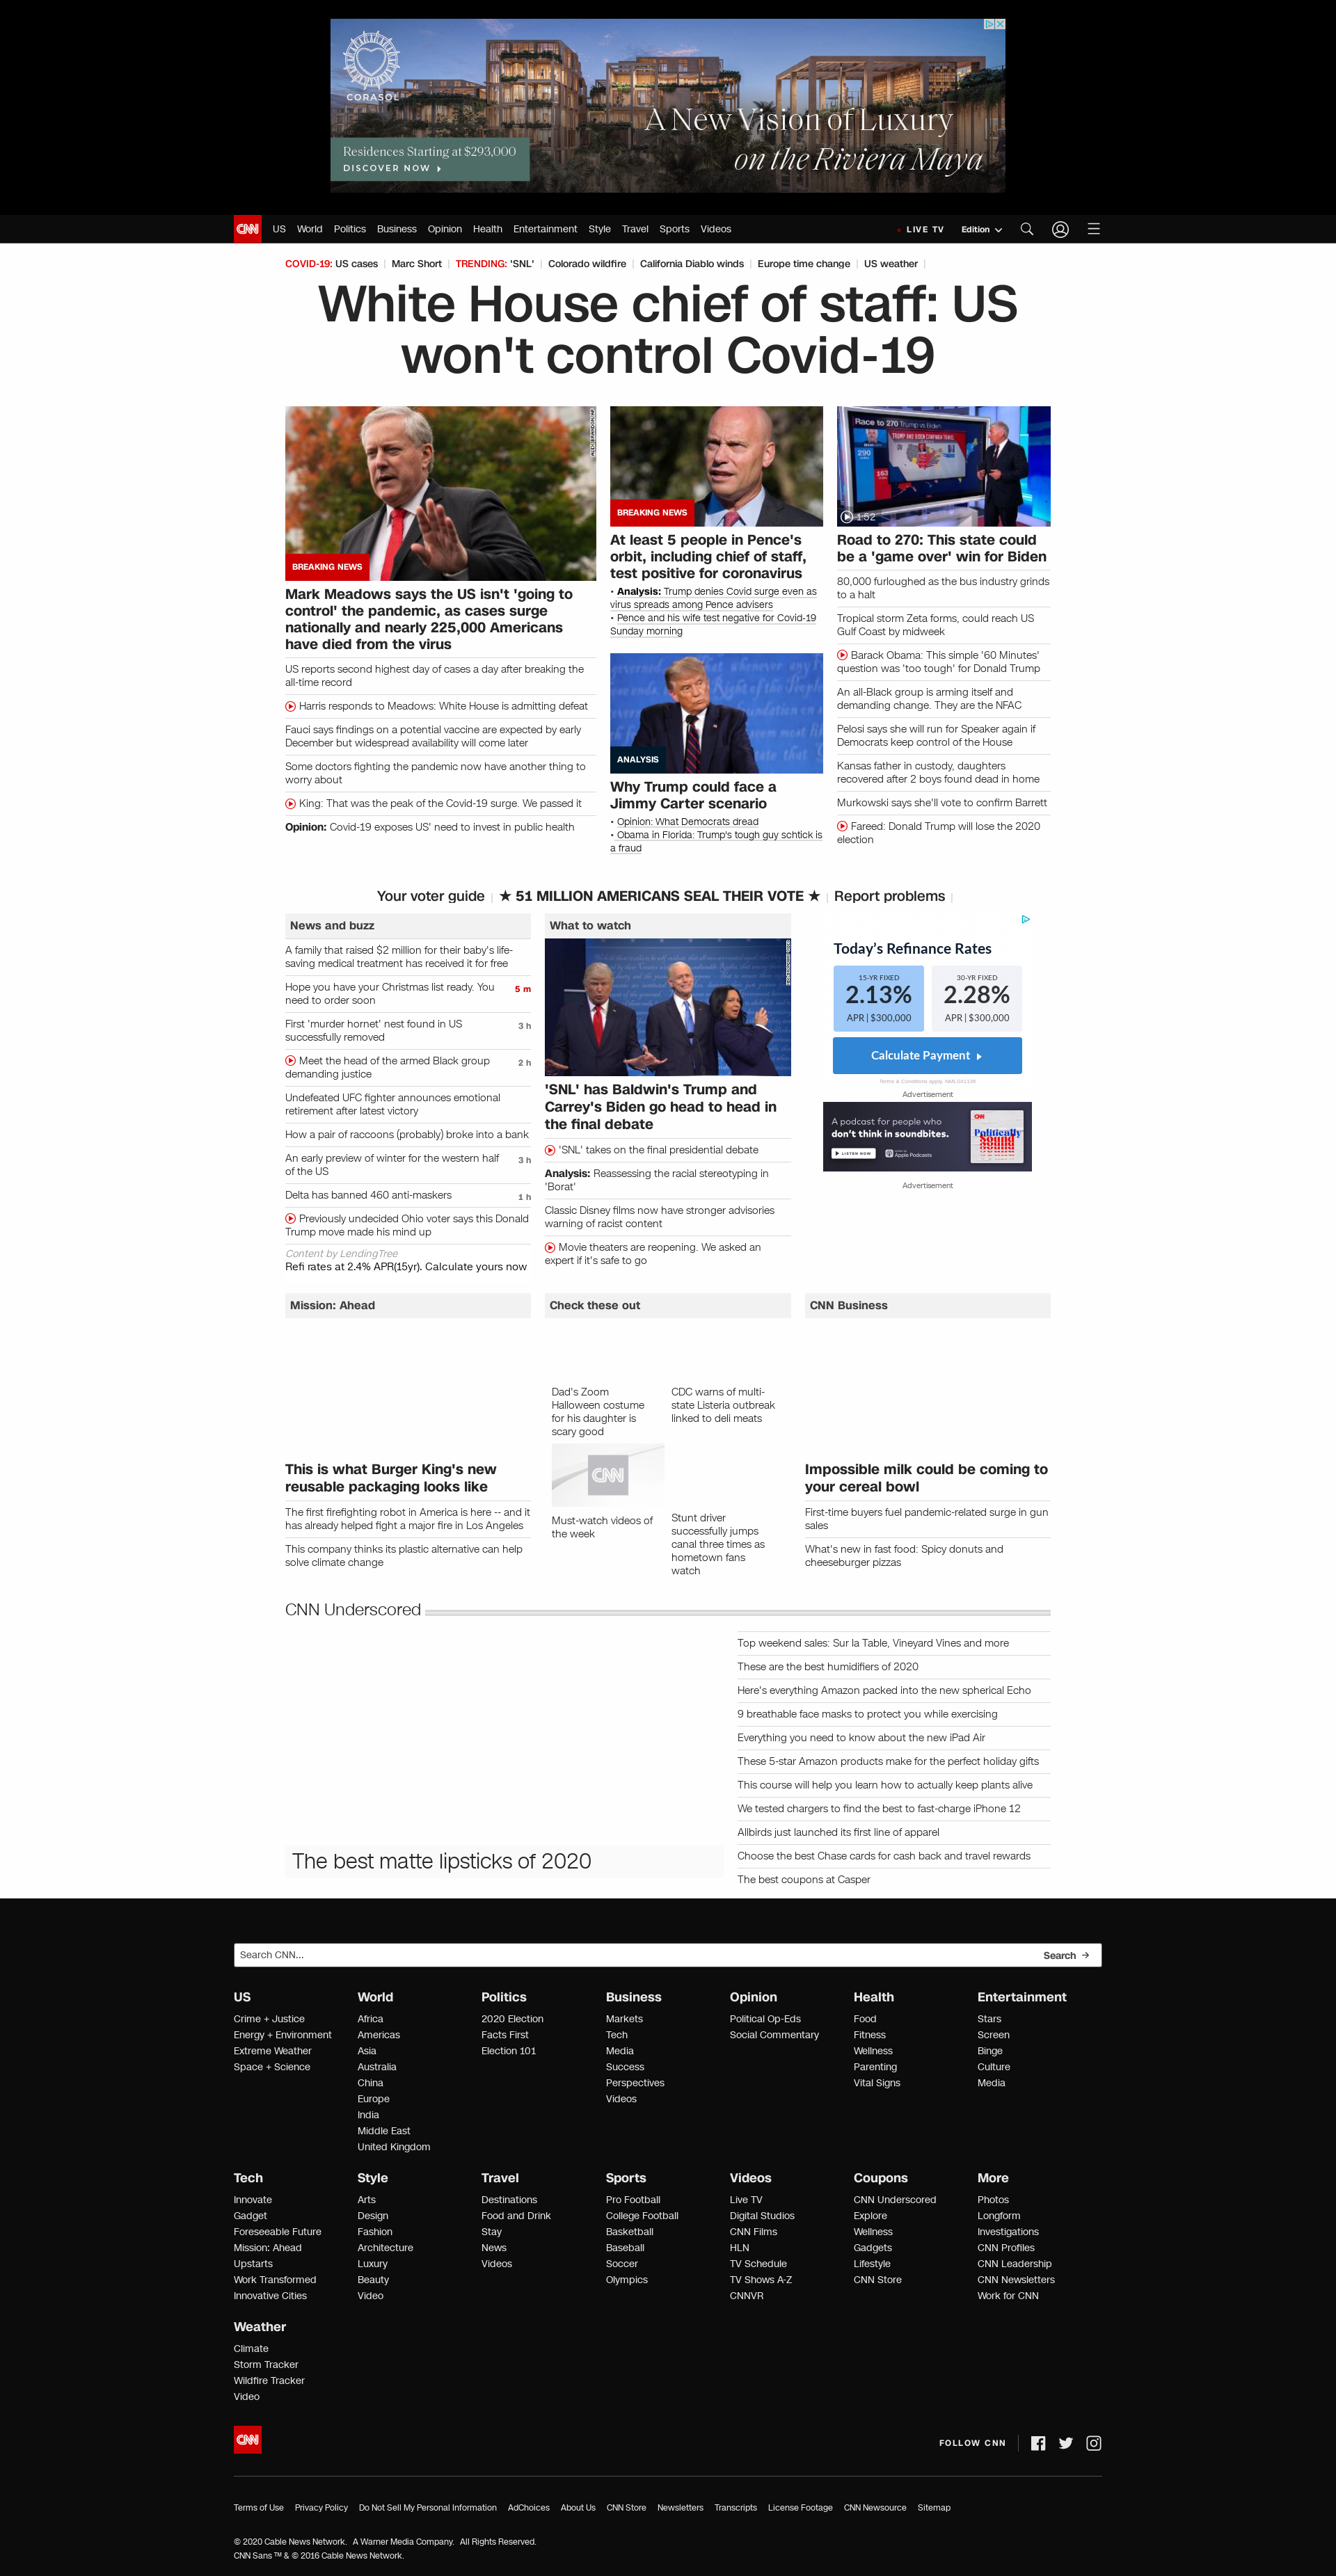 CORASOL
A New Vision of Luxury
on the Riviera Maya
Residences Starting at $293,000
DISCOVER NOW
CNN US World Politics Business Opinion Health Entertainment Style Travel Sports Videos LIVE TV Edition
COVID-19: US cases Marc Short TRENDING: 'SNL' Colorado wildfire California Diablo winds Europe time change US weather
White House chief of staff: US
won't control Covid-19
BREAKING NEWS
Mark Meadows says the US isn't 'going to
control' the pandemic, as cases surge
nationally and nearly 225,000 Americans
have died from the virus
US reports second highest day of cases a day after breaking the
all-time record
Harris responds to Meadows: White House is admitting defeat
Fauci says findings on a potential vaccine are expected by early
December but widespread availability will come later
Some doctors fighting the pandemic now have another thing to
worry about
King: That was the peak of the Covid-19 surge. We passed it
Opinion: Covid-19 exposes US' need to invest in public health
BREAKING NEWS
At least 5 people in Pence's
orbit, including chief of staff,
test positive for coronavirus
• Analysis: Trump denies Covid surge even as
virus spreads among Pence advisers
• Pence and his wife test negative for Covid-19
Sunday morning
ANALYSIS
Why Trump could face a
Jimmy Carter scenario
• Opinion: What Democrats dread
• Obama in Florida: Trump's tough guy schtick is
a fraud
Race to 270 Trump vs Biden
290
163
1:52
Road to 270: This state could
be a 'game over' win for Biden
80,000 furloughed as the bus industry grinds
to a halt
Tropical storm Zeta forms, could reach US
Gulf Coast by midweek
Barack Obama: This simple '60 Minutes'
question was 'too tough' for Donald Trump
An all-Black group is arming itself and
demanding change. They are the NFAC
Pelosi says she will run for Speaker again if
Democrats keep control of the House
Kansas father in custody, daughters
recovered after 2 boys found dead in home
Murkowski says she'll vote to confirm Barrett
Fareed: Donald Trump will lose the 2020
election
Your voter guide ★ 51 MILLION AMERICANS SEAL THEIR VOTE ★ Report problems
News and buzz
A family that raised $2 million for their baby's life-
saving medical treatment has received it for free
Hope you have your Christmas list ready. You
need to order soon
5 m
First 'murder hornet' nest found in US
successfully removed
3 h
Meet the head of the armed Black group
demanding justice
2 h
Undefeated UFC fighter announces emotional
retirement after latest victory
How a pair of raccoons (probably) broke into a bank
An early preview of winter for the western half
of the US
3 h
Delta has banned 460 anti-maskers
1 h
Previously undecided Ohio voter says this Donald
Trump move made his mind up
Content by LendingTree
Refi rates at 2.4% APR(15yr). Calculate yours now
What to watch
'SNL' has Baldwin's Trump and
Carrey's Biden go head to head in
the final debate
'SNL' takes on the final presidential debate
Analysis: Reassessing the racial stereotyping in
'Borat'
Classic Disney films now have stronger advisories
warning of racist content
Movie theaters are reopening. We asked an
expert if it's safe to go
Today's Refinance Rates
15-YR FIXED
2.13%
APR | $300,000
30-YR FIXED
2.28%
APR | $300,000
Calculate Payment
Advertisement
A podcast for people who
don't think in soundbites.
LISTEN NOW
Apple Podcasts
CNN
Politically
Sound
Advertisement
Mission: Ahead
This is what Burger King's new
reusable packaging looks like
The first firefighting robot in America is here -- and it
has already helped fight a major fire in Los Angeles
This company thinks its plastic alternative can help
solve climate change
Check these out
Dad's Zoom
Halloween costume
for his daughter is
scary good
CDC warns of multi-
state Listeria outbreak
linked to deli meats
CNN
Must-watch videos of
the week
Stunt driver
successfully jumps
canal three times as
hometown fans
watch
CNN Business
Impossible milk could be coming to
your cereal bowl
First-time buyers fuel pandemic-related surge in gun
sales
What's new in fast food: Spicy donuts and
cheeseburger pizzas
CNN Underscored
The best matte lipsticks of 2020
Top weekend sales: Sur la Table, Vineyard Vines and more
These are the best humidifiers of 2020
Here's everything Amazon packed into the new spherical Echo
9 breathable face masks to protect you while exercising
Everything you need to know about the new iPad Air
These 5-star Amazon products make for the perfect holiday gifts
This course will help you learn how to actually keep plants alive
We tested chargers to find the best to fast-charge iPhone 12
Allbirds just launched its first line of apparel
Choose the best Chase cards for cash back and travel rewards
The best coupons at Casper
Search CNN...
Search →
US
Crime + Justice
Energy + Environment
Extreme Weather
Space + Science
World
Africa
Americas
Asia
Australia
China
Europe
India
Middle East
United Kingdom
Politics
2020 Election
Facts First
Election 101
Business
Markets
Tech
Media
Success
Perspectives
Videos
Opinion
Political Op-Eds
Social Commentary
Health
Food
Fitness
Wellness
Parenting
Vital Signs
Entertainment
Stars
Screen
Binge
Culture
Media
Tech
Innovate
Gadget
Foreseeable Future
Mission: Ahead
Upstarts
Work Transformed
Innovative Cities
Style
Arts
Design
Fashion
Architecture
Luxury
Beauty
Video
Travel
Destinations
Food and Drink
Stay
News
Videos
Sports
Pro Football
College Football
Basketball
Baseball
Soccer
Olympics
Videos
Live TV
Digital Studios
CNN Films
HLN
TV Schedule
TV Shows A-Z
CNNVR
Coupons
CNN Underscored
Explore
Wellness
Gadgets
Lifestyle
CNN Store
More
Photos
Longform
Investigations
CNN Profiles
CNN Leadership
CNN Newsletters
Work for CNN
Weather
Climate
Storm Tracker
Wildfire Tracker
Video
CNN
FOLLOW CNN
Terms of Use Privacy Policy Do Not Sell My Personal Information AdChoices About Us CNN Store Newsletters Transcripts License Footage CNN Newsource Sitemap
© 2020 Cable News Network. A Warner Media Company. All Rights Reserved.
CNN Sans ™ & © 2016 Cable News Network.